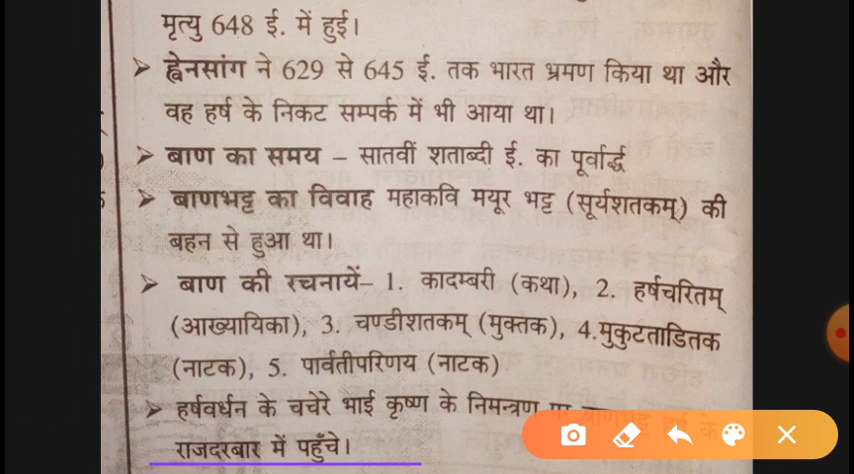 मृत्यु 648 ई. में हुई।
➢ ह्वेनसांग ने 629 से 645 ई. तक भारत भ्रमण किया था और
वह हर्ष के निकट सम्पर्क में भी आया था।
➢ बाण का समय – सातवीं शताब्दी ई. का पूर्वार्द्ध
➢ बाणभट्ट का विवाह महाकवि मयूर भट्ट (सूर्यशतकम्) की
बहन से हुआ था।
➢ बाण की रचनायें– 1. कादम्बरी (कथा), 2. हर्षचरितम्
(आख्यायिका), 3. चण्डीशतकम् (मुक्तक), 4.मुकुटताडितक
(नाटक), 5. पार्वतीपरिणय (नाटक)
➢ हर्षवर्धन के चचेरे भाई कृष्ण के निमन्त्रण बाणभट्ट हर्ष के
राजदरबार में पहुँचे।